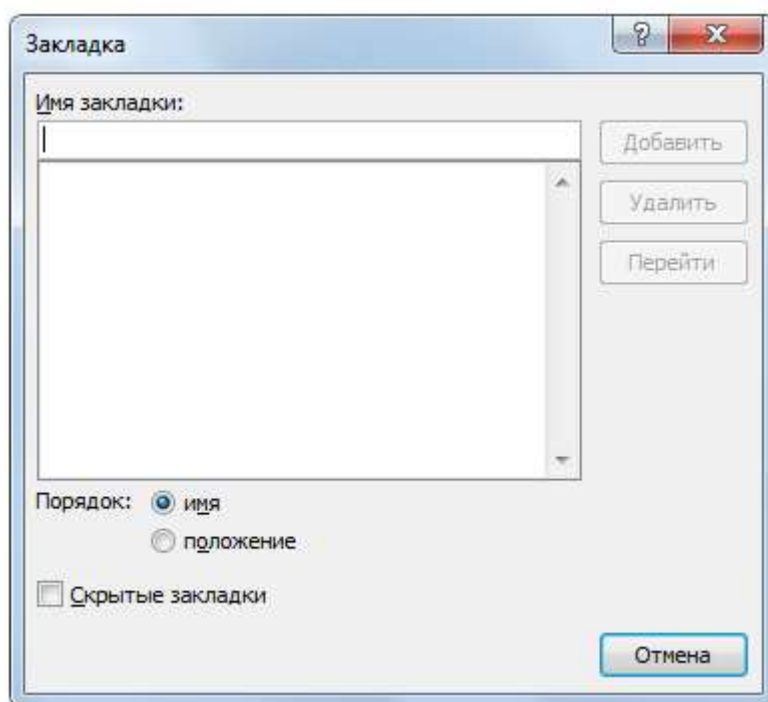 Закладка
Имя закладки:
Добавить
Удалить
Перейти
Порядок: имя
положение
Скрытые закладки
Отмена